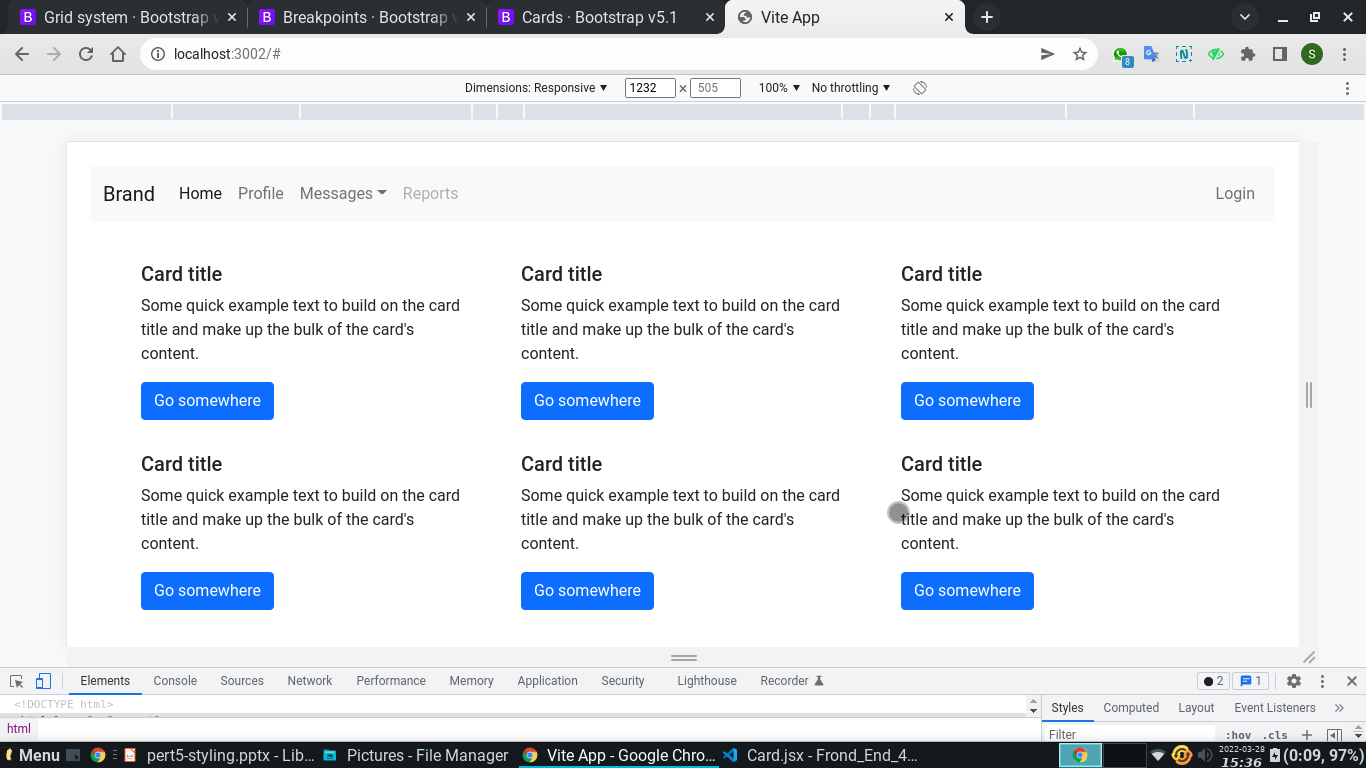 Grid system · Bootstrap v
Breakpoints · Bootstrap v
Cards · Bootstrap v5.1
Vite App
localhost:3002/#
8
S
Dimensions: Responsive
1232 × 505
100%
No throttling
Brand
Home
Profile
Messages
Reports
Login
Card title
Some quick example text to build on the card
title and make up the bulk of the card's
content.
Go somewhere
Card title
Some quick example text to build on the card
title and make up the bulk of the card's
content.
Go somewhere
Card title
Some quick example text to build on the card
title and make up the bulk of the card's
content.
Go somewhere
Card title
Some quick example text to build on the card
title and make up the bulk of the card's
content.
Go somewhere
Card title
Some quick example text to build on the card
title and make up the bulk of the card's
content.
Go somewhere
Card title
Some quick example text to build on the card
title and make up the bulk of the card's
content.
Go somewhere
Elements
Console
Sources
Network
Performance
Memory
Application
Security
Lighthouse
Recorder
2
1
<!DOCTYPE html>
html
Styles
Computed
Layout
Event Listeners
»
Filter
:hov
.cls
Menu
pert5-styling.pptx - Lib...
Pictures - File Manager
Vite App - Google Chro...
Card.jsx - Frond_End_4...
2022-03-28
15:36
(0:09, 97%)